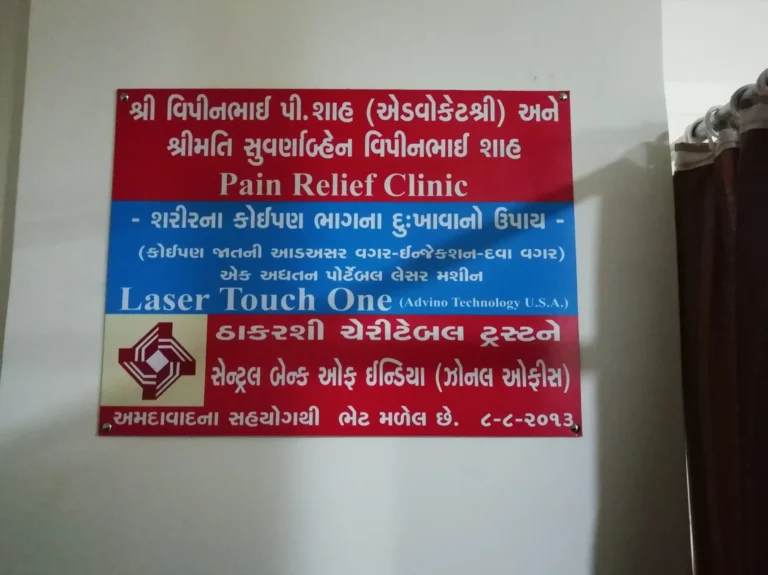 શ્રી વિપીનભાઈ પી.શાહ (એડવોકેટશ્રી) અને
શ્રીમતિ સુવર્ણાબ્હેન વિપીનભાઈ શાહ
Pain Relief Clinic
- શરીરના કોઈપણ ભાગના દુઃખાવાનો ઉપાય -
(કોઈપણ જાતની આડઅસર વગર-ઈન્જેકશન-દવા વગર)
એક અધતન પોર્ટેબલ લેસર મશીન
Laser Touch One (Advino Technology U.S.A.)
ઠાકરશી ચેરીટેબલ ટ્રસ્ટને
સેન્ટ્રલ બેન્ક ઓફ ઈન્ડિયા (ઝોનલ ઓફીસ)
અમદાવાદના સહયોગથી ભેટ મળેલ છે. ૮-૮-૨૦૧૩